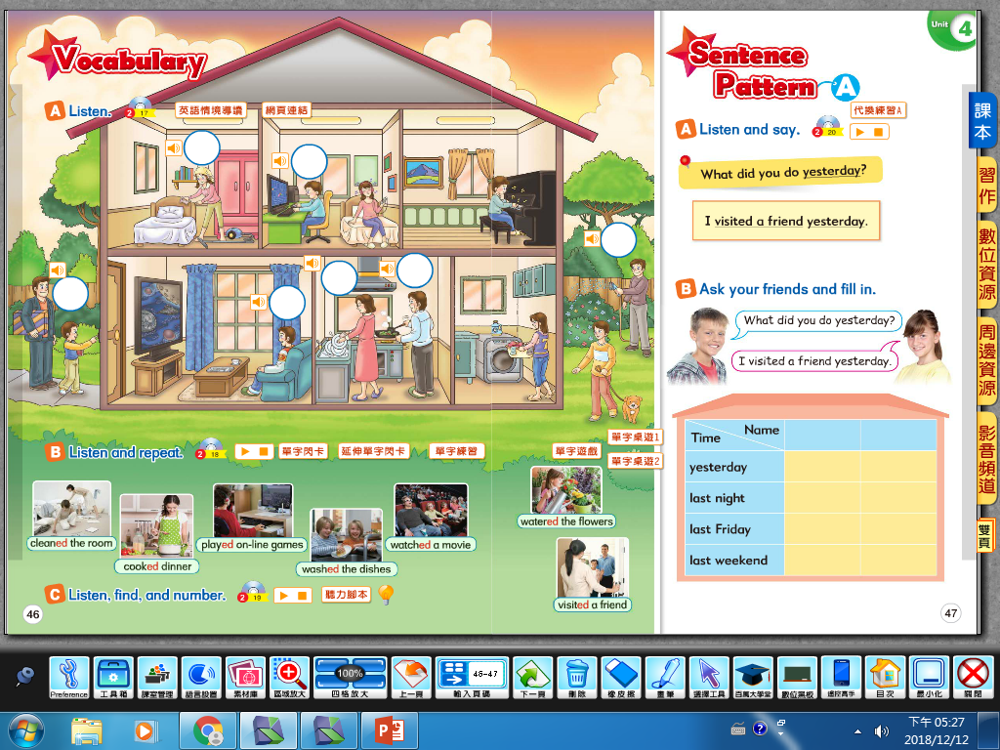 Vocabulary
A Listen. 2 17 英語情境導讀 網頁連結
B Listen and repeat. 2 18 單字閃卡 延伸單字閃卡 單字練習 單字遊戲 單字桌遊1
單字桌遊2
cleaned the room
cooked dinner
played on-line games
washed the dishes
watched a movie
watered the flowers
visited a friend
C Listen, find, and number. 2 19 聽力腳本
46
Unit 4
Sentence
Pattern A
代換練習A
A Listen and say. 2 20
What did you do yesterday?
I visited a friend yesterday.
B Ask your friends and fill in.
What did you do yesterday?
I visited a friend yesterday.
Name
Time
yesterday
last night
last Friday
last weekend
47
課本
習作
數位資源
周邊資源
影音頻道
雙頁
Preference 工具箱 課室管理 語言設置 素材庫 區域放大 100% 四格放大 上一頁 46-47 輸入頁碼 下一頁 刪除 橡皮擦 畫筆 選擇工具 百萬大學堂 數位黑板 遙控高手 目次 最小化 關閉
下午 05:27
2018/12/12